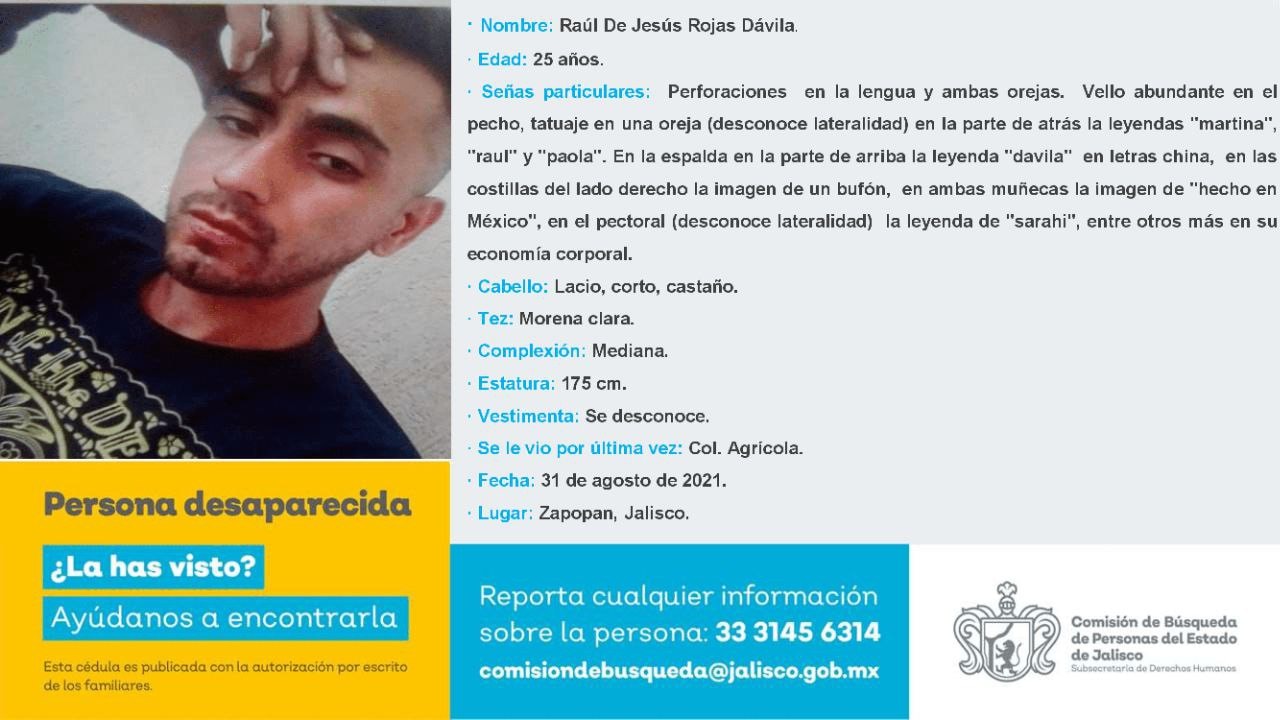 · Nombre: Raúl De Jesús Rojas Dávila.
· Edad: 25 años.
· Señas particulares: Perforaciones en la lengua y ambas orejas. Vello abundante en el
pecho, tatuaje en una oreja (desconoce lateralidad) en la parte de atrás la leyendas "martina",
"raul" y "paola". En la espalda en la parte de arriba la leyenda "davila" en letras china, en las
costillas del lado derecho la imagen de un bufón, en ambas muñecas la imagen de "hecho en
México", en el pectoral (desconoce lateralidad) la leyenda de "sarahi", entre otros más en su
economía corporal.
· Cabello: Lacio, corto, castaño.
· Tez: Morena clara.
· Complexión: Mediana.
· Estatura: 175 cm.
· Vestimenta: Se desconoce.
· Se le vio por última vez: Col. Agrícola.
· Fecha: 31 de agosto de 2021.
· Lugar: Zapopan, Jalisco.
of the
Persona desaparecida
¿La has visto?
Ayúdanos a encontrarla
Esta cédula es publicada con la autorización por escrito
de los familiares.
Reporta cualquier información
sobre la persona: 33 3145 6314
comisiondebusqueda@jalisco.gob.mx
Comisión de Búsqueda
de Personas del Estado
de Jalisco
Subsecretaría de Derechos Humanos